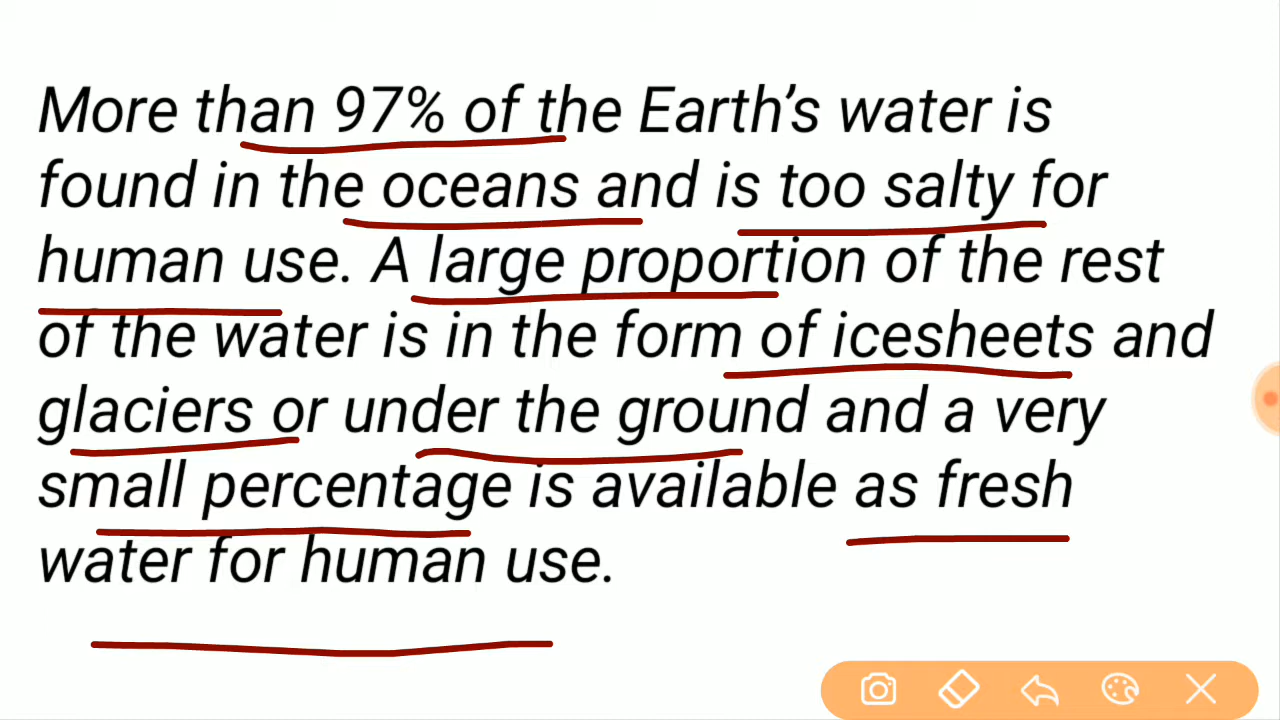 More than 97% of the Earth’s water is
found in the oceans and is too salty for
human use. A large proportion of the rest
of the water is in the form of icesheets and
glaciers or under the ground and a very
small percentage is available as fresh
water for human use.